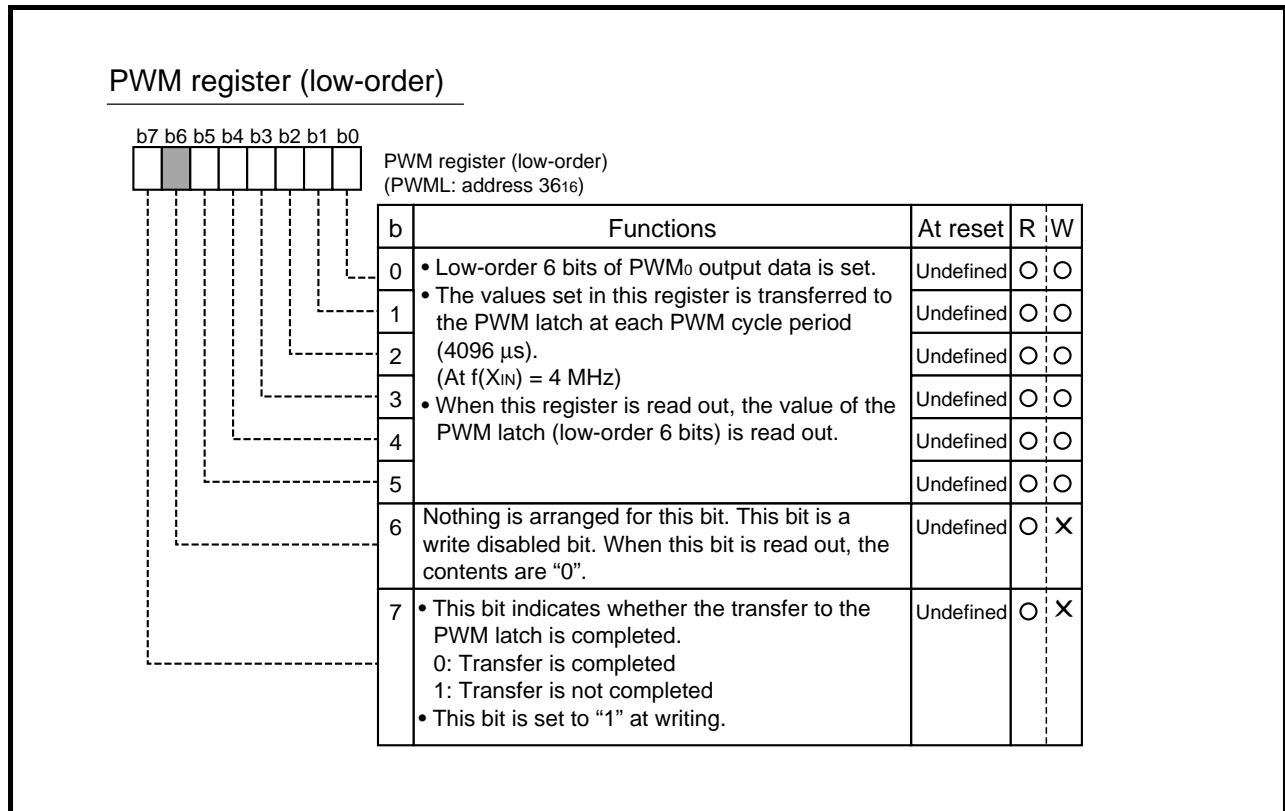 PWM register (low-order)
b7 b6 b5 b4 b3 b2 b1 b0
PWM register (low-order)
(PWML: address 3616)
b Functions At reset R W
0 • Low-order 6 bits of PWM0 output data is set. Undefined O O
• The values set in this register is transferred to
1 the PWM latch at each PWM cycle period Undefined O O
2 (4096 μs). Undefined O O
(At f(XIN) = 4 MHz)
3 • When this register is read out, the value of the Undefined O O
4 PWM latch (low-order 6 bits) is read out. Undefined O O
5 Undefined O O
6 Nothing is arranged for this bit. This bit is a Undefined O X
write disabled bit. When this bit is read out, the
contents are “0”.
7 • This bit indicates whether the transfer to the Undefined O X
PWM latch is completed.
0: Transfer is completed
1: Transfer is not completed
• This bit is set to “1” at writing.